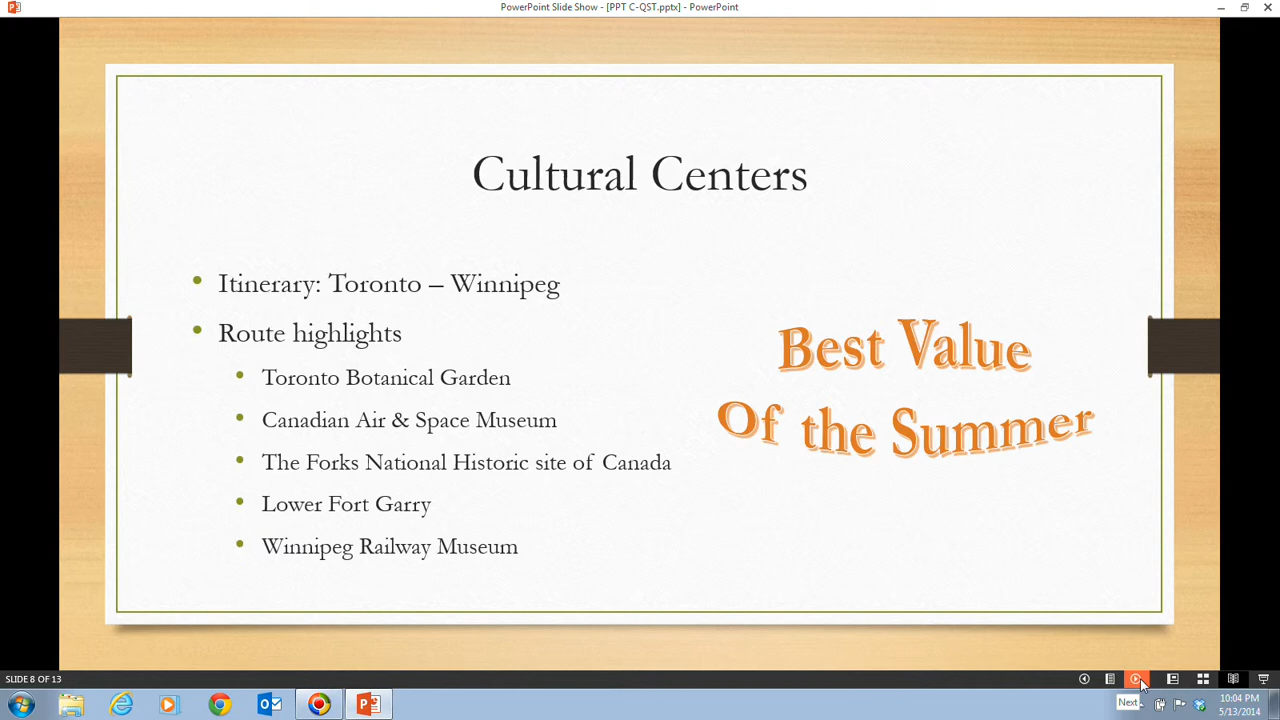 PowerPoint Slide Show - [PPT C-QST.pptx] - PowerPoint
Cultural Centers
• Itinerary: Toronto – Winnipeg
• Route highlights
• Toronto Botanical Garden
• Canadian Air & Space Museum
• The Forks National Historic site of Canada
• Lower Fort Garry
• Winnipeg Railway Museum
Best Value
Of the Summer
SLIDE 8 OF 13
Next
10:04 PM
5/13/2014